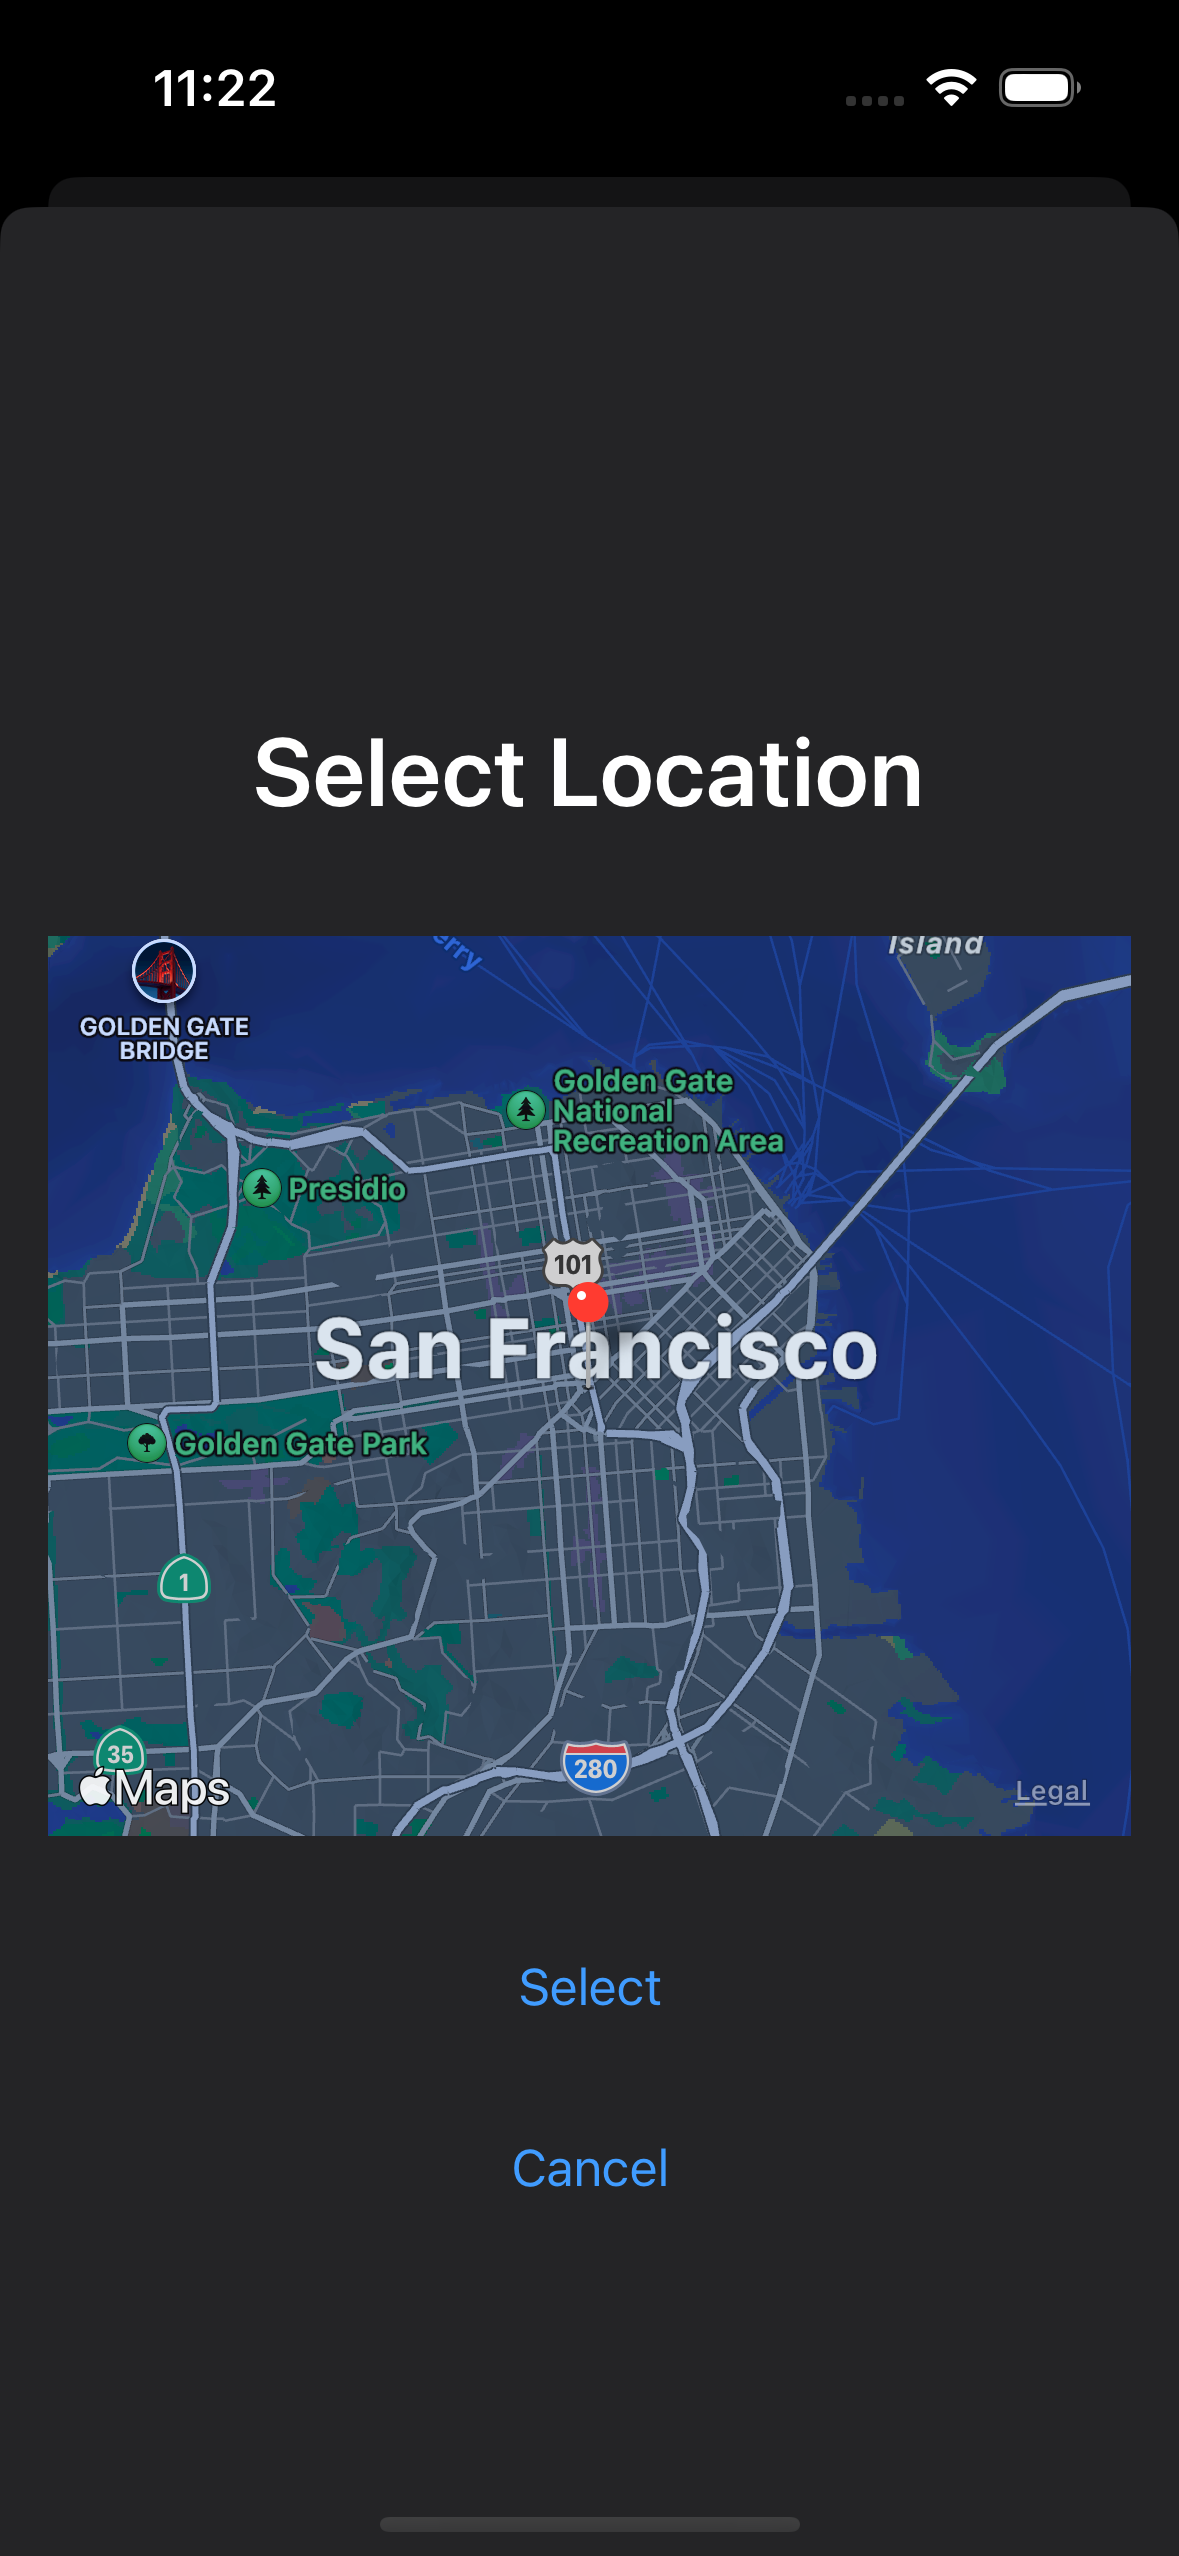 11:22
Select Location
erry
Island
GOLDEN GATE
BRIDGE
Golden Gate
National
Recreation Area
Presidio
101
San Francisco
Golden Gate Park
1
35
280
Maps
Legal
Select
Cancel